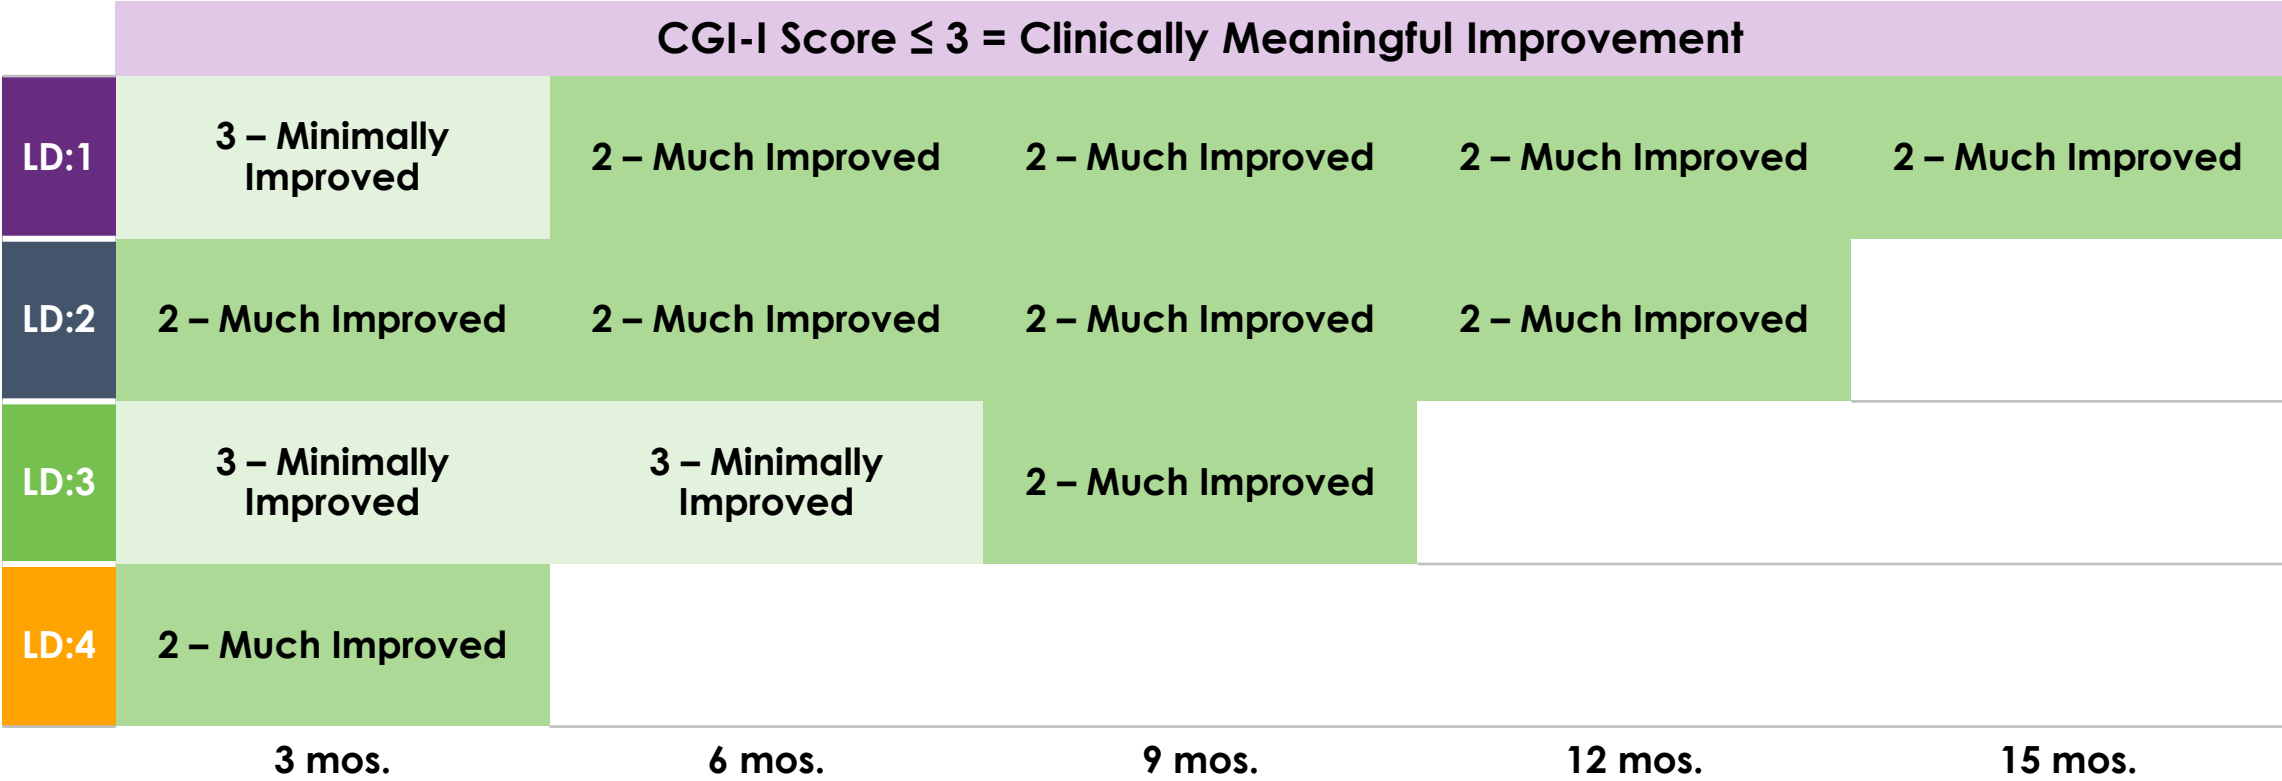 CGI-I Score ≤ 3 = Clinically Meaningful Improvement
LD:1
3 – Minimally
Improved
2 – Much Improved
2 – Much Improved
2 – Much Improved
2 – Much Improved
LD:2
2 – Much Improved
2 – Much Improved
2 – Much Improved
2 – Much Improved
LD:3
3 – Minimally
Improved
3 – Minimally
Improved
2 – Much Improved
LD:4
2 – Much Improved
3 mos.
6 mos.
9 mos.
12 mos.
15 mos.